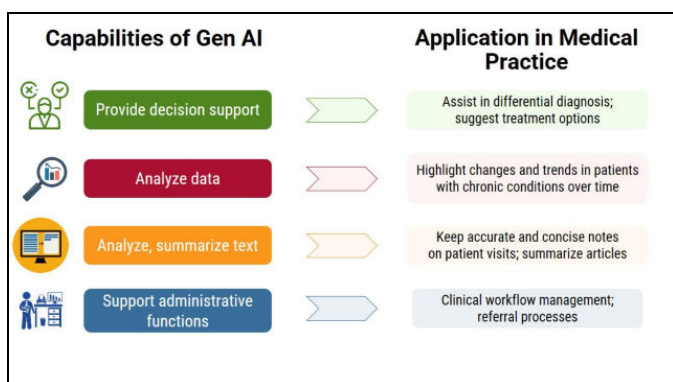 Capabilities of Gen AI
Application in Medical
Practice
Provide decision support
Assist in differential diagnosis;
suggest treatment options
Analyze data
Highlight changes and trends in patients
with chronic conditions over time
Analyze, summarize text
Keep accurate and concise notes
on patient visits; summarize articles
Support administrative
functions
Clinical workflow management;
referral processes